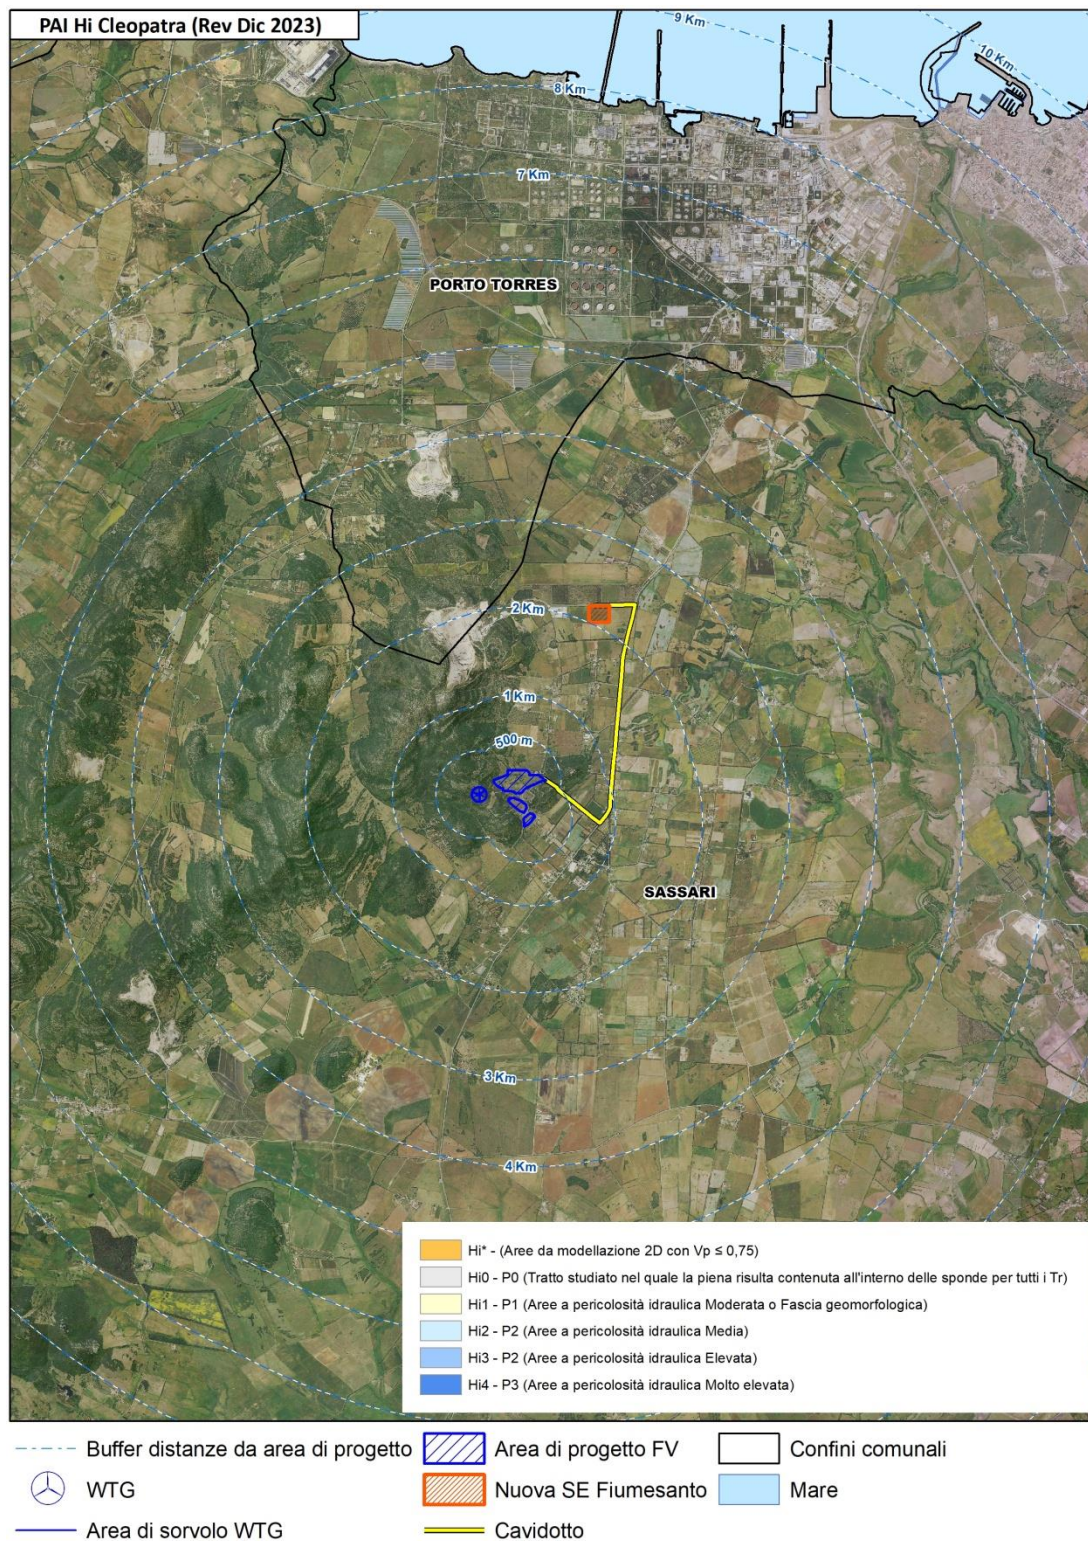 PAI Hi Cleopatra (Rev Dic 2023)
9 Km
10 Km
8 Km
7 Km
PORTO TORRES
2 Km
1 Km
500 m
SASSARI
3 Km
4 Km
Hi* - (Aree da modellazione 2D con Vp ≤ 0,75)
Hi0 - P0 (Tratto studiato nel quale la piena risulta contenuta all'interno delle sponde per tutti i Tr)
Hi1 - P1 (Aree a pericolosità idraulica Moderata o Fascia geomorfologica)
Hi2 - P2 (Aree a pericolosità idraulica Media)
Hi3 - P2 (Aree a pericolosità idraulica Elevata)
Hi4 - P3 (Aree a pericolosità idraulica Molto elevata)
Buffer distanze da area di progetto
Area di progetto FV
Confini comunali
WTG
Nuova SE Fiumesanto
Mare
Area di sorvolo WTG
Cavidotto